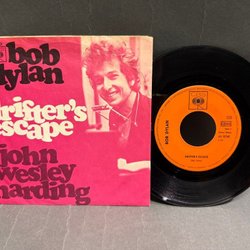 bob
dylan
drifter's
escape
john
wesley
harding
CBS
BOB DYLAN
DRIFTER'S ESCAPE